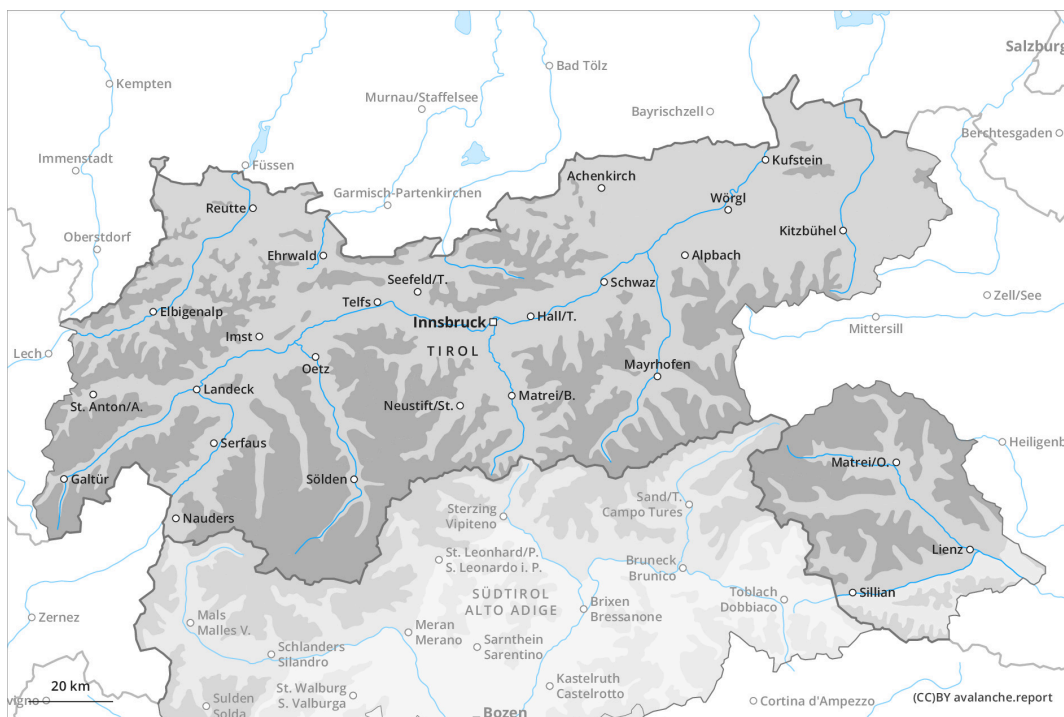 Salzburg
Bad Tölz
Kempten
Murnau/Staffelsee
Bayrischzell
Berchtesgaden
Immenstadt
Füssen
Kufstein
Achenkirch
Garmisch-Partenkirchen
Wörgl
Reutte
Kitzbühel
Oberstdorf
Ehrwald
Alpbach
Seefeld/T.
Schwaz
Zell/See
Telfs
Elbigenalp
Hall/T.
Innsbruck
Mittersill
Imst
TIROL
Lech
Oetz
Mayrhofen
Landeck
St. Anton/A.
Neustift/St.
Matrei/B.
Serfaus
Heiligenb
Matrei/O.
Galtür
Sölden
Sand/T.
Campo Tures
Sterzing
Vipiteno
Nauders
Lienz
St. Leonhard/P.
S. Leonardo i. P.
Bruneck
Brunico
SÜDTIROL
ALTO ADIGE
Sillian
Toblach
Dobbiaco
Brixen
Bressanone
Zernez
Mals
Malles V.
Meran
Merano
Sarnthein
Sarentino
Schlanders
Silandro
Kastelruth
Castelrotto
20 km
St. Walburg
S. Valburga
vigno
Sulden
Solda
Cortina d'Ampezzo
(CC)BY avalanche.report
Bozen